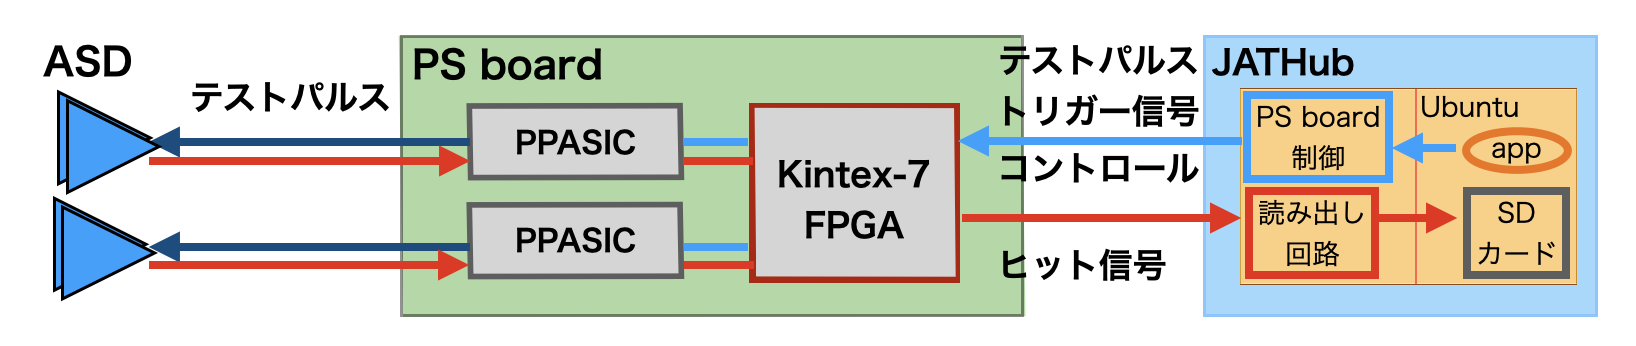 ASD
テストパルス
PS board
PPASIC
PPASIC
Kintex-7
FPGA
テストパルス
トリガー信号
コントロール
ヒット信号
JATHub
PS board
制御
Ubuntu
app
読み出し
回路
SD
カード